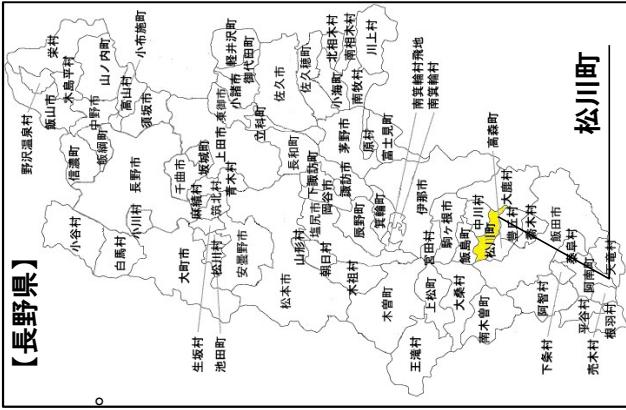 【長野県】
栄村
野沢温泉村
飯山市
木島平村
山ノ内町
信濃町
中野市
飯綱町
高山村
小布施町
須坂市
小谷村
長野市
白馬村
小川村
千曲市
坂城町
上田市
東御市
小諸市
軽井沢町
御代田町
大町市
麻績村
筑北村
青木村
立科町
佐久市
生坂村
池田町
松川村
安曇野市
長和町
佐久穂町
小海町
北相木村
南相木村
南牧村
川上村
松本市
山形村
朝日村
塩尻市
下諏訪町
岡谷市
諏訪市
茅野市
原村
富士見町
辰野町
箕輪町
南箕輪村飛地
南箕輪村
木祖村
木曽町
伊那市
王滝村
上松町
宮田村
駒ヶ根市
大桑村
飯島町
中川村
南木曽町
松川町
高森町
大鹿村
豊丘村
喬木村
飯田市
阿智村
下条村
泰阜村
平谷村
阿南町
売木村
天竜村
根羽村
松川町